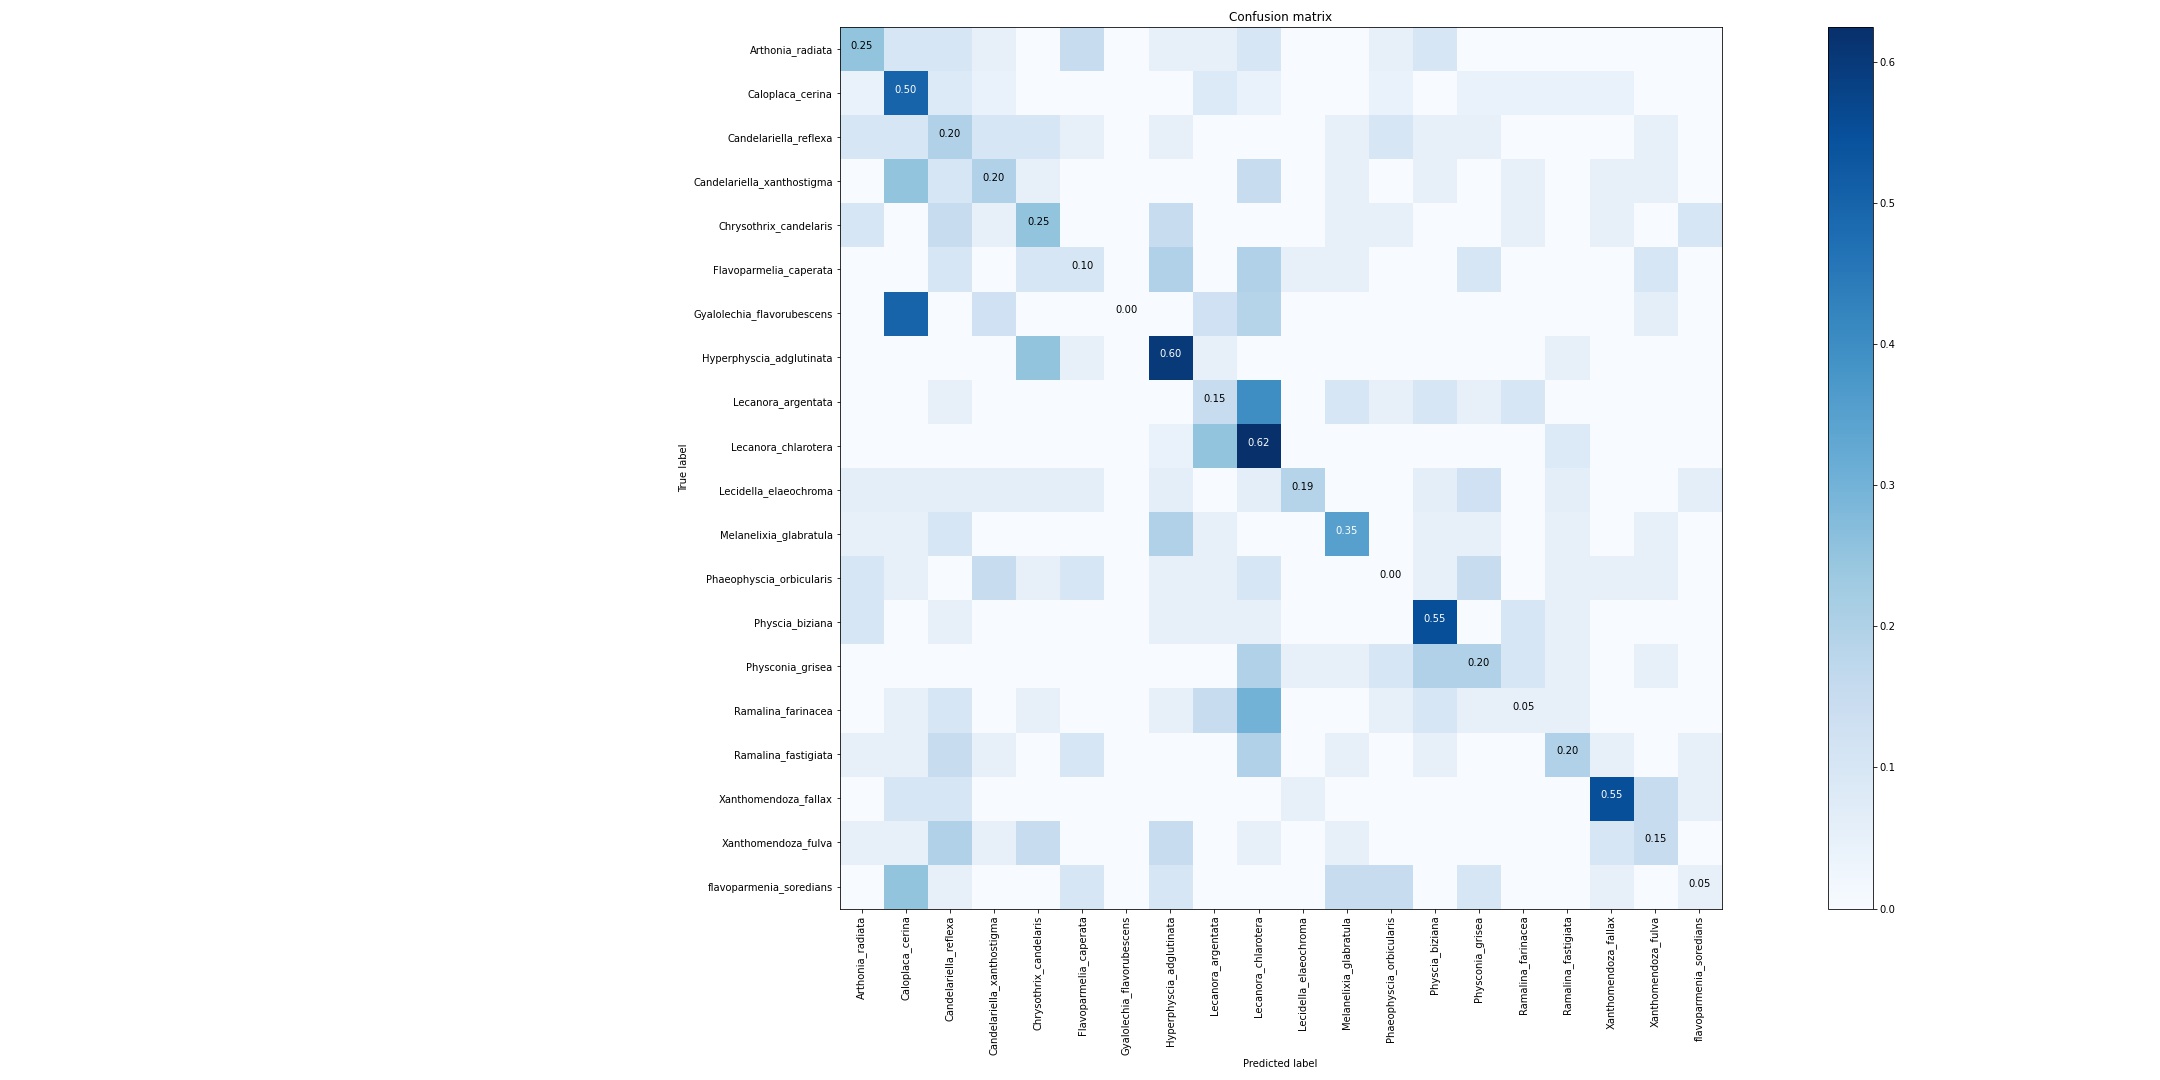 Confusion matrix
Arthonia_radiata
Caloplaca_cerina
Candelariella_reflexa
Candelariella_xanthostigma
Chrysothrix_candelaris
Flavoparmelia_caperata
Gyalolechia_flavorubescens
Hyperphyscia_adglutinata
Lecanora_argentata
Lecanora_chlarotera
Lecidella_elaeochroma
Melanelixia_glabratula
Phaeophyscia_orbicularis
Physcia_biziana
Physconia_grisea
Ramalina_farinacea
Ramalina_fastigiata
Xanthomendoza_fallax
Xanthomendoza_fulva
flavoparmenia_soredians
True label
0.25
0.50
0.20
0.20
0.25
0.10
0.00
0.60
0.15
0.62
0.19
0.35
0.00
0.55
0.20
0.05
0.20
0.55
0.15
0.05
Arthonia_radiata
Caloplaca_cerina
Candelariella_reflexa
Candelariella_xanthostigma
Chrysothrix_candelaris
Flavoparmelia_caperata
Gyalolechia_flavorubescens
Hyperphyscia_adglutinata
Lecanora_argentata
Lecanora_chlarotera
Lecidella_elaeochroma
Melanelixia_glabratula
Phaeophyscia_orbicularis
Physcia_biziana
Physconia_grisea
Ramalina_farinacea
Ramalina_fastigiata
Xanthomendoza_fallax
Xanthomendoza_fulva
flavoparmenia_soredians
Predicted label
0.6
0.5
0.4
0.3
0.2
0.1
0.0